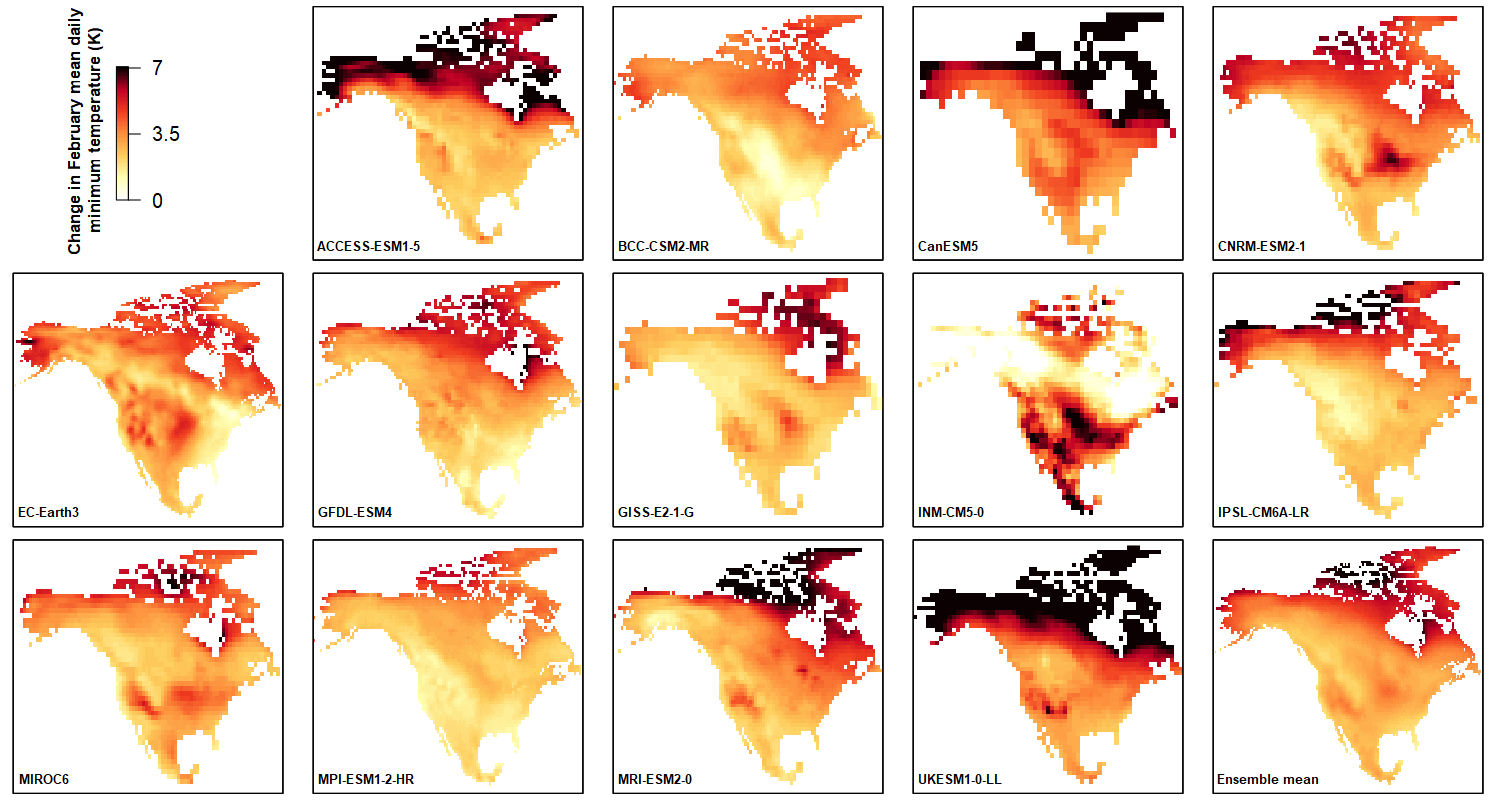 Change in February mean daily
minimum temperature (K)
7
3.5
0
ACCESS-ESM1-5
BCC-CSM2-MR
CanESM5
CNRM-ESM2-1
EC-Earth3
GFDL-ESM4
GISS-E2-1-G
INM-CM5-0
IPSL-CM6A-LR
MIROC6
MPI-ESM1-2-HR
MRI-ESM2-0
UKESM1-0-LL
Ensemble mean